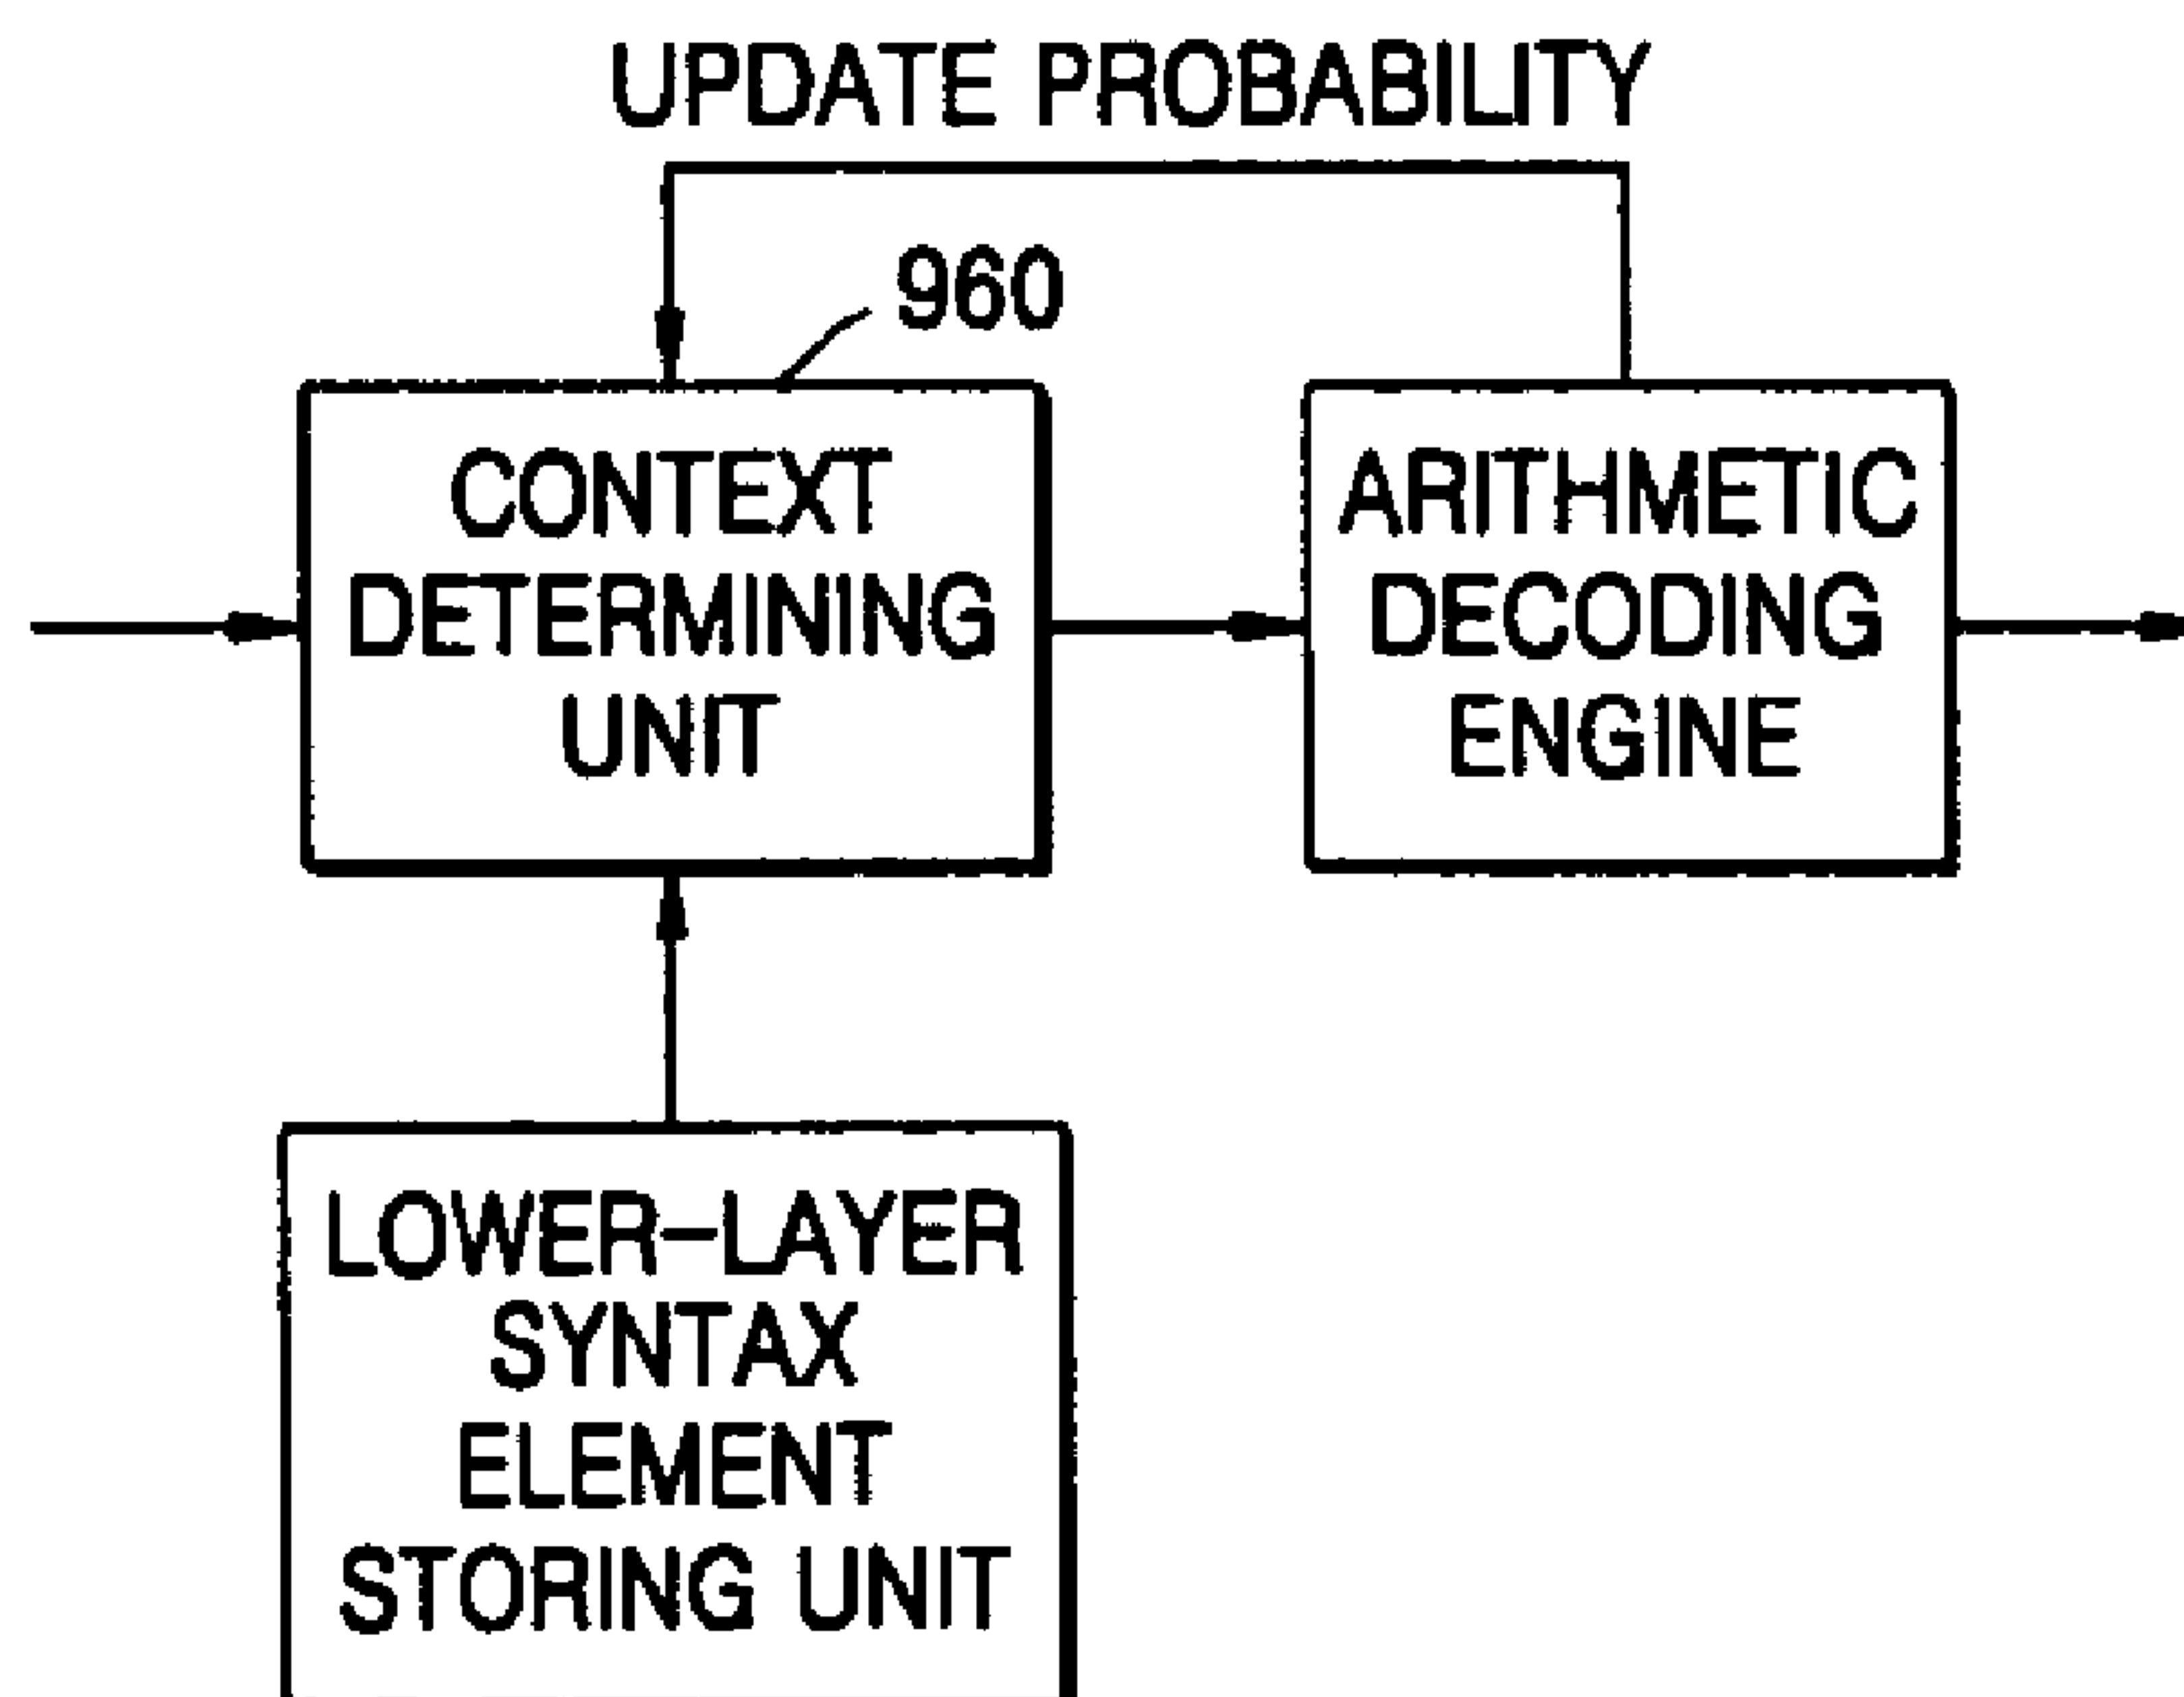 UPDATE PROBABILITY
960
CONTEXT
DETERMINING
UNIT
ARITHMETIC
DECODING
ENGINE
LOWER-LAYER
SYNTAX
ELEMENT
STORING UNIT